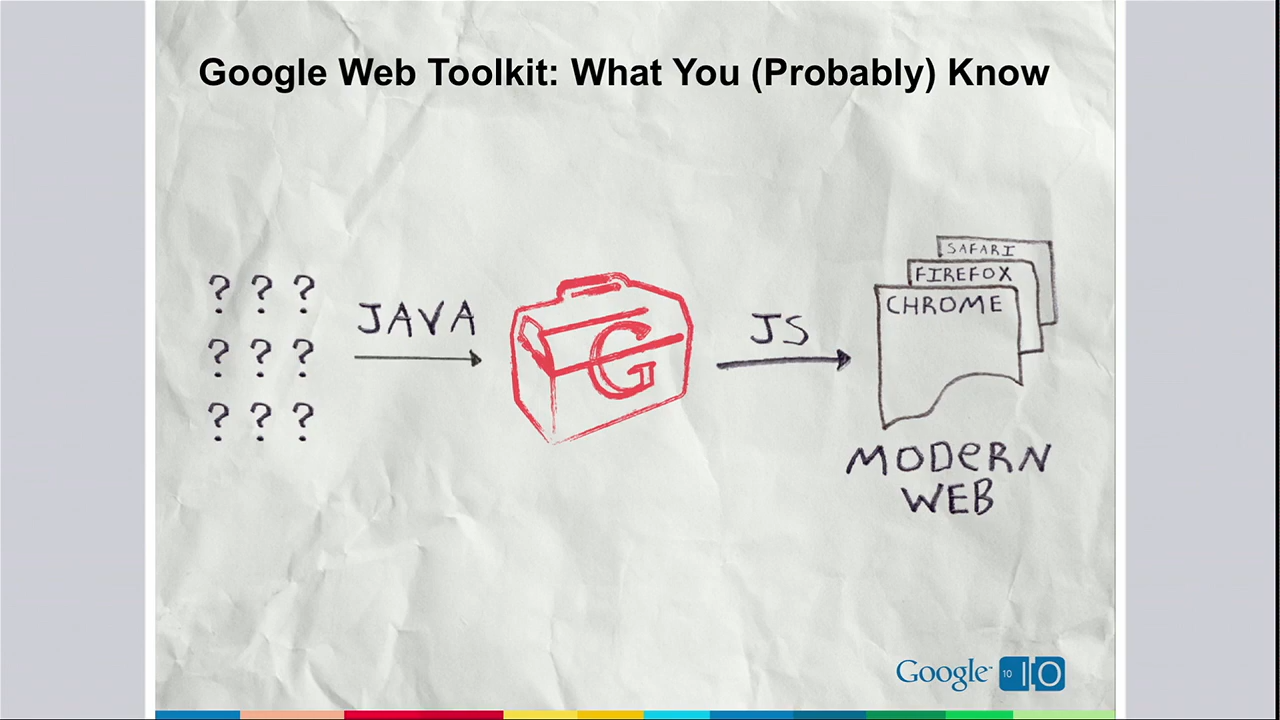 Google Web Toolkit: What You (Probably) Know
SAFARI
FIREFOX
CHROME
? ? ?
JAVA
G
JS
? ? ?
? ? ?
MODERN
WEB
Google 10 IO